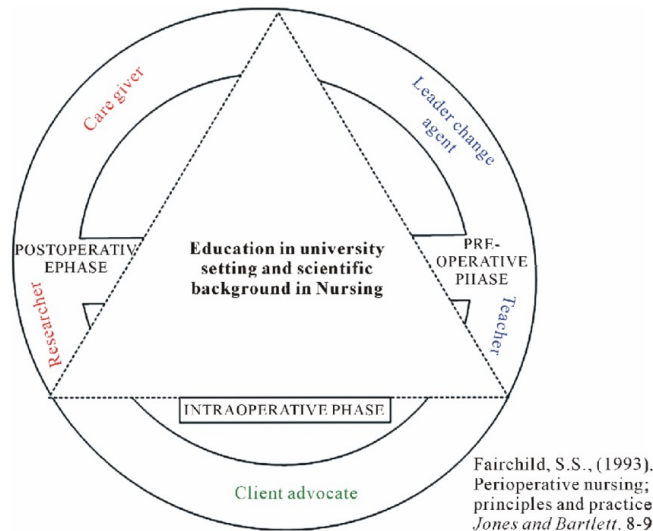 Care giver
Leader change
agent
POSTOPERATIV
EPHASE
Education in university
setting and scientific
background in Nursing
PRE-
OPERATIVE
PHASE
Researcher
Teacher
INTRAOPERATIVE PHASE
Client advocate
Fairchild, S.S., (1993).
Perioperative nursing;
principles and practice
Jones and Bartlett. 8-9